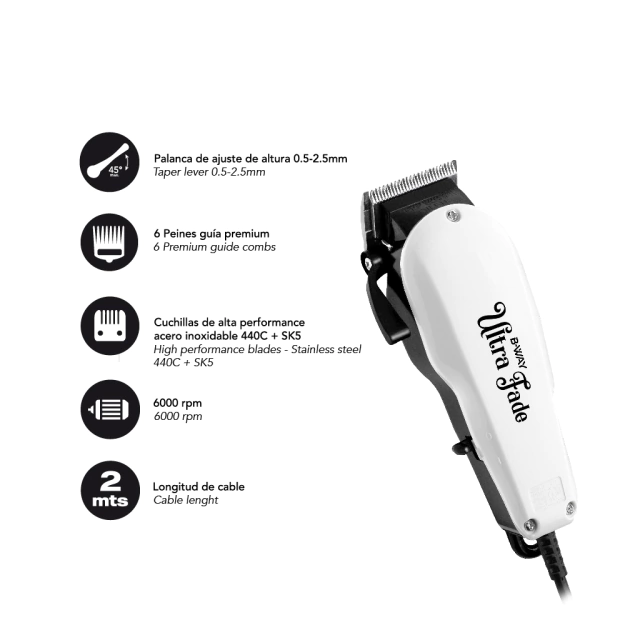 45°
max.
Palanca de ajuste de altura 0.5-2.5mm
Taper lever 0.5-2.5mm
6 Peines guía premium
6 Premium guide combs
Cuchillas de alta performance
acero inoxidable 440C + SK5
High performance blades - Stainless steel
440C + SK5
6000 rpm
6000 rpm
2
mts
Longitud de cable
Cable lenght
B-WAY
Ultra Fade